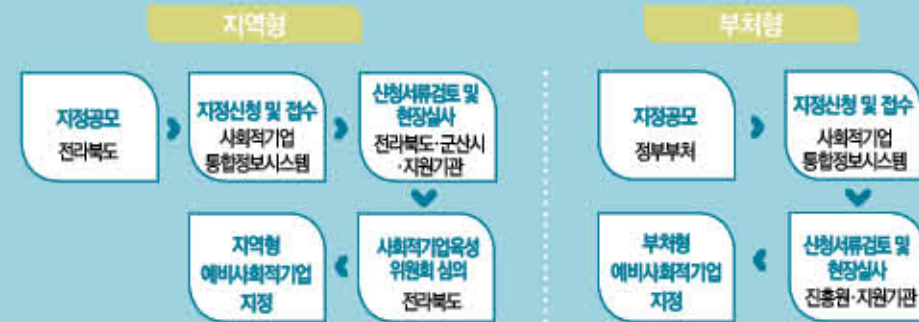 지역형
지정공모
전라북도
지정신청 및 접수
사회적기업
통합정보시스템
신청서류검토 및
현장실사
전라북도·군산시
·지원기관
사회적기업육성
위원회 심의
전라북도
지역형
예비사회적기업
지정
부처형
지정공모
정부부처
지정신청 및 접수
사회적기업
통합정보시스템
신청서류검토 및
현장실사
진흥원·지원기관
부처형
예비사회적기업
지정